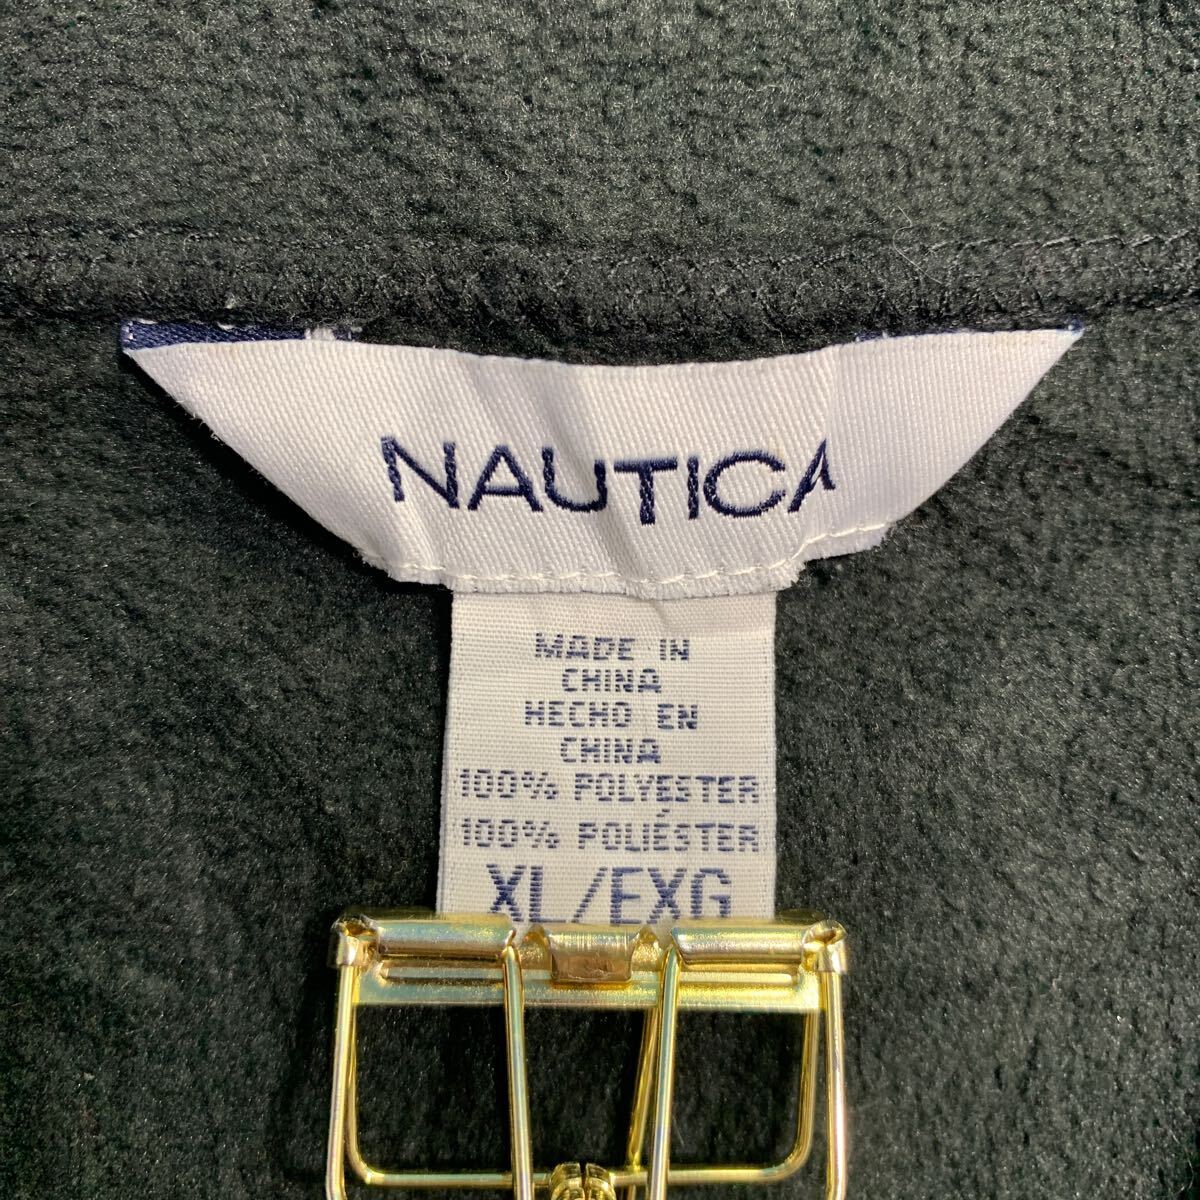 NAUTICA
MADE IN
CHINA
HECHO EN
CHINA
100% POLYESTER
100% POLIÉSTER
XL/EXG